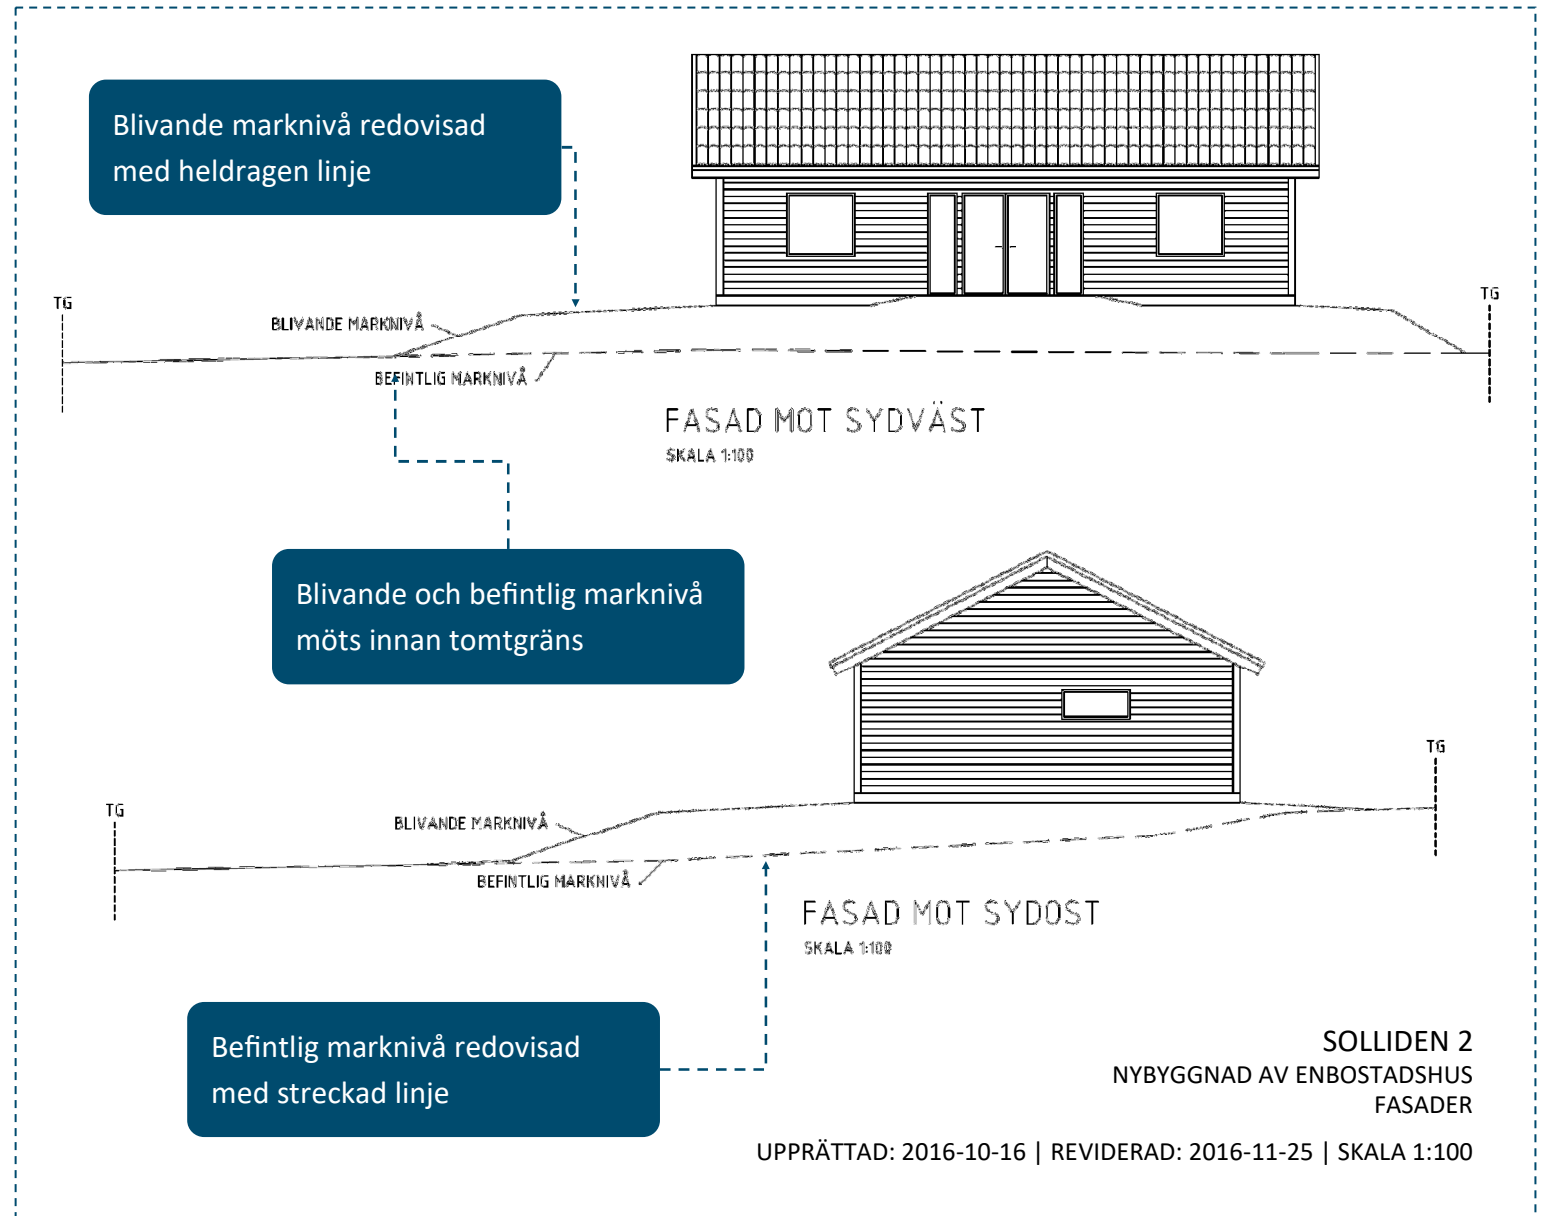 Blivande marknivå redovisad
med heldragen linje
TG
TG
BLIVANDE MARKNIVÅ
BEFINTLIG MARKNIVÅ
FASAD MOT SYDVÄST
SKALA 1:100
Blivande och befintlig marknivå
möts innan tomtgräns
TG
TG
BLIVANDE MARKNIVÅ
BEFINTLIG MARKNIVÅ
FASAD MOT SYDOST
SKALA 1:100
Befintlig marknivå redovisad
med streckad linje
SOLLIDEN 2
NYBYGGNAD AV ENBOSTADSHUS
FASADER
UPPRÄTTAD: 2016-10-16 | REVIDERAD: 2016-11-25 | SKALA 1:100